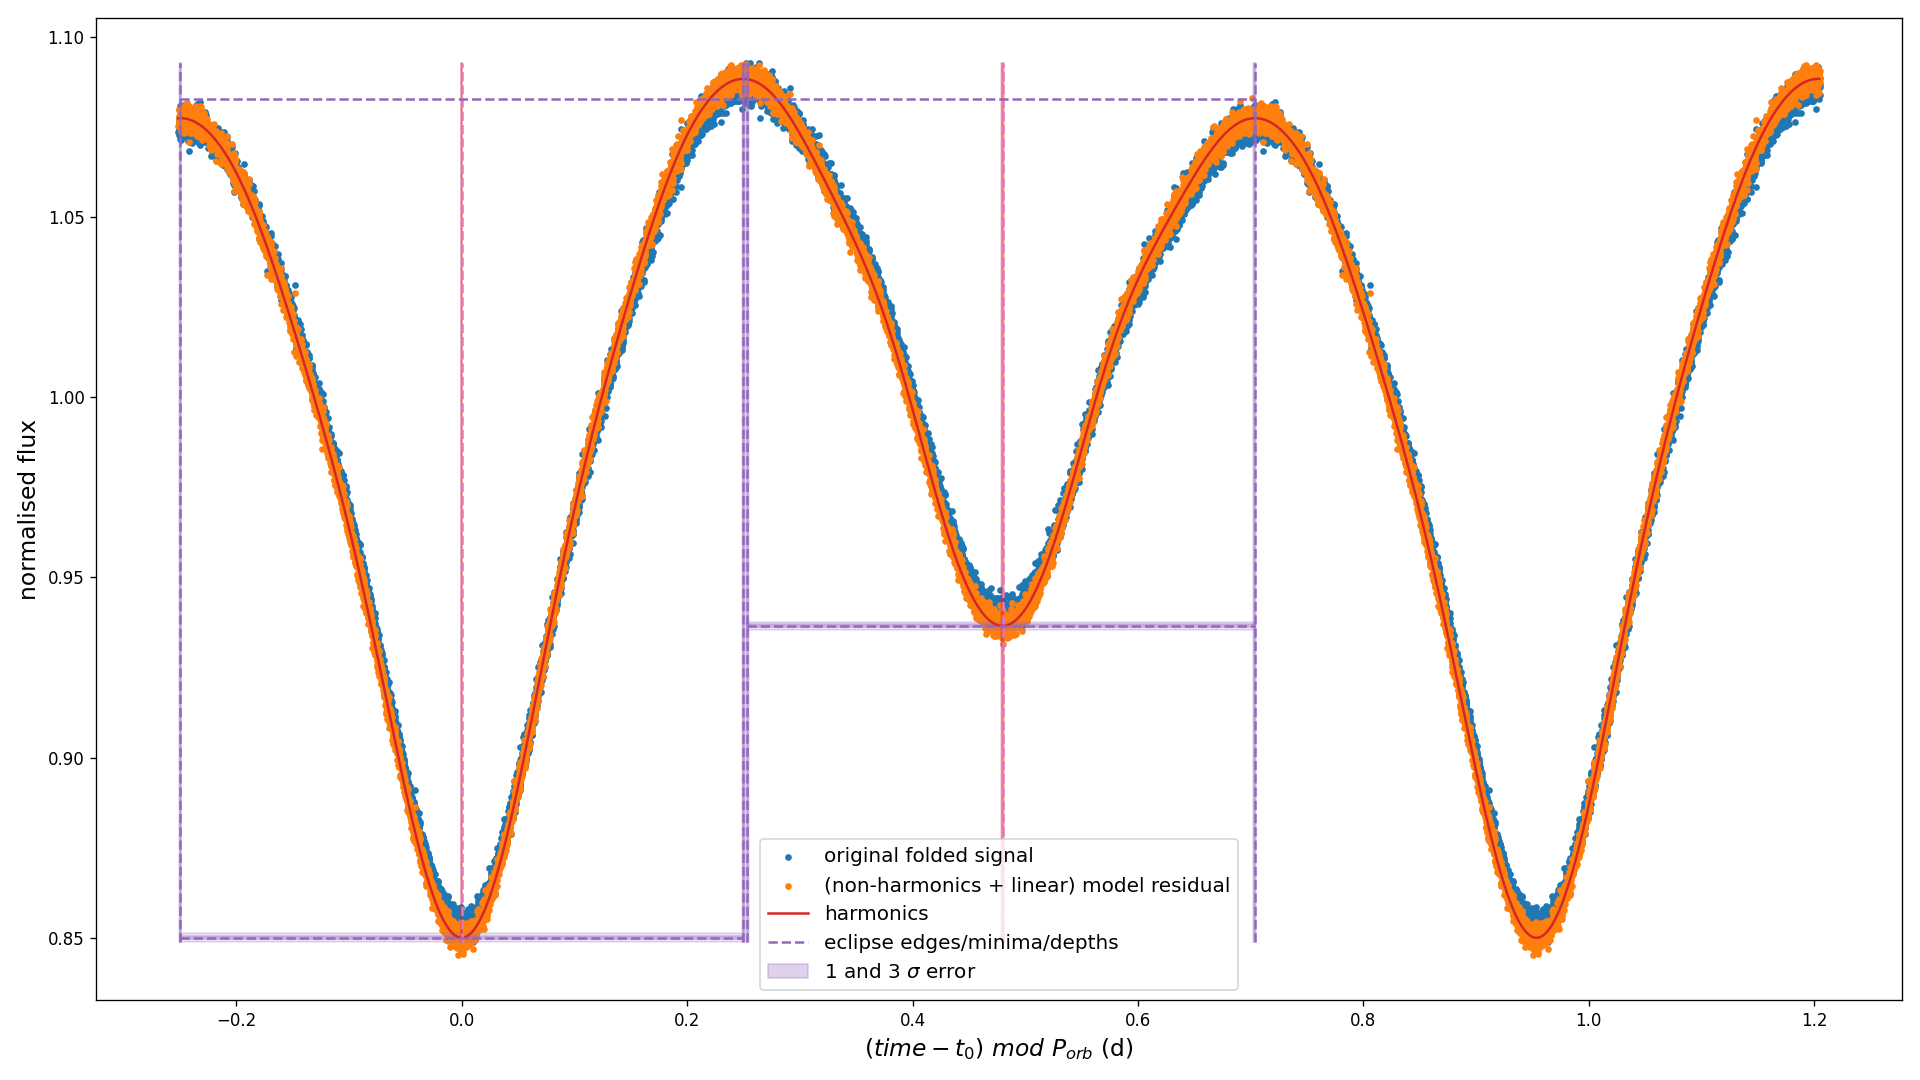 1.10
1.05
1.00
0.95
0.90
0.85
normalised flux
−0.2 0.0 0.2 0.4 0.6 0.8 1.0 1.2
(time − t₀) mod Pₒᵣᵦ (d)
original folded signal
(non-harmonics + linear) model residual
harmonics
eclipse edges/minima/depths
1 and 3 σ error